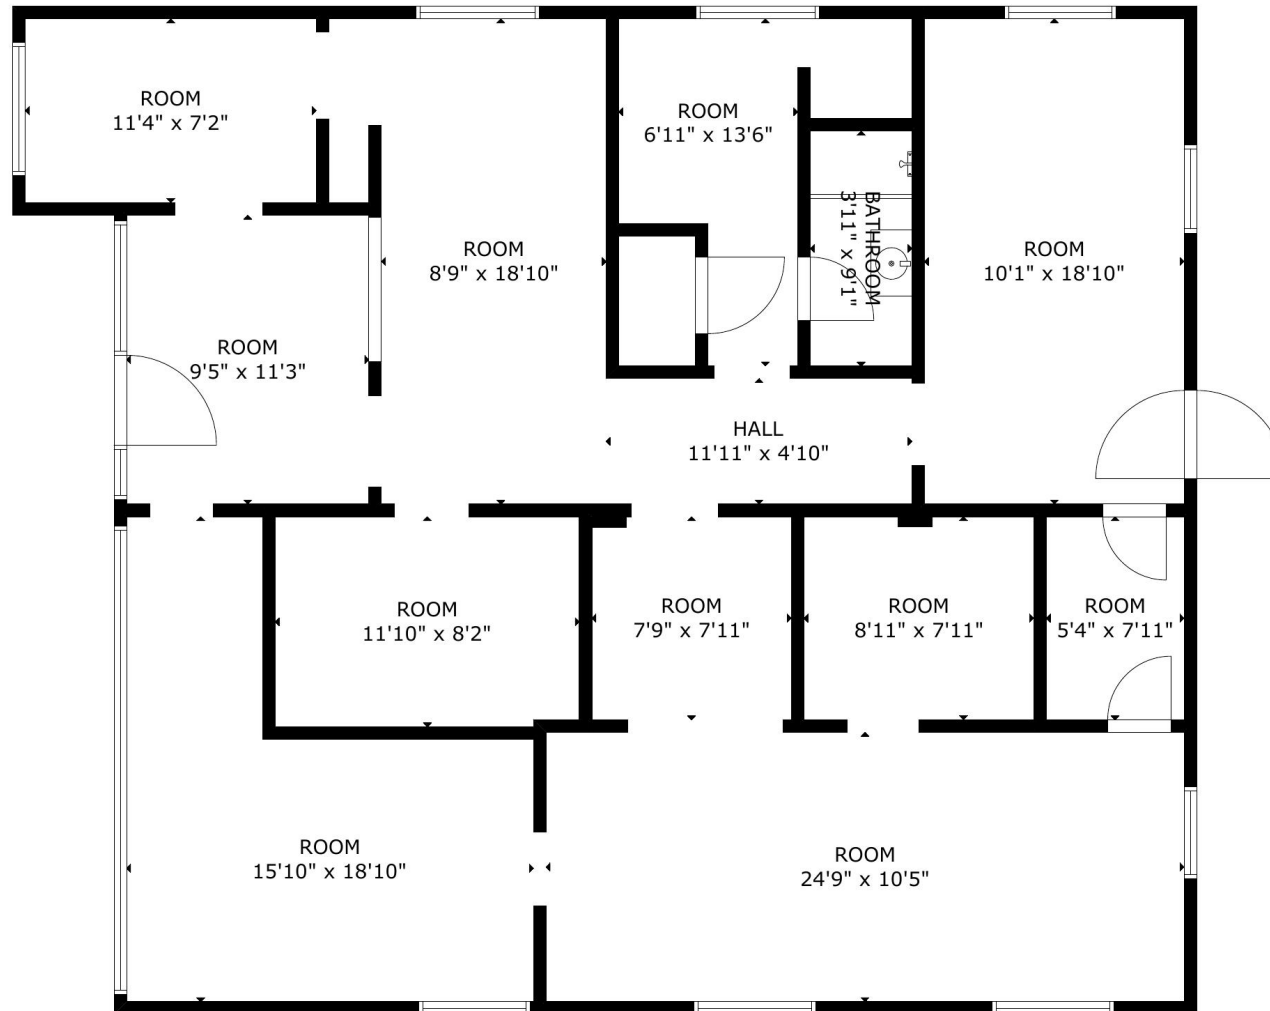 ROOM
11'4" x 7'2"
ROOM
6'11" x 13'6"
BATHROOM
3'11" x 9'1"
ROOM
8'9" x 18'10"
ROOM
10'1" x 18'10"
ROOM
9'5" x 11'3"
HALL
11'11" x 4'10"
ROOM
11'10" x 8'2"
ROOM
7'9" x 7'11"
ROOM
8'11" x 7'11"
ROOM
5'4" x 7'11"
ROOM
15'10" x 18'10"
ROOM
24'9" x 10'5"